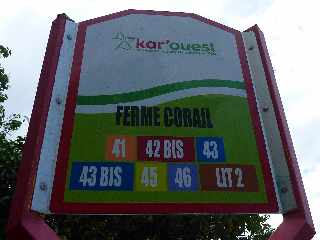 kar'ouest
FERME CORAIL
41 42 BIS 43
43 BIS 45 46 LIT 2